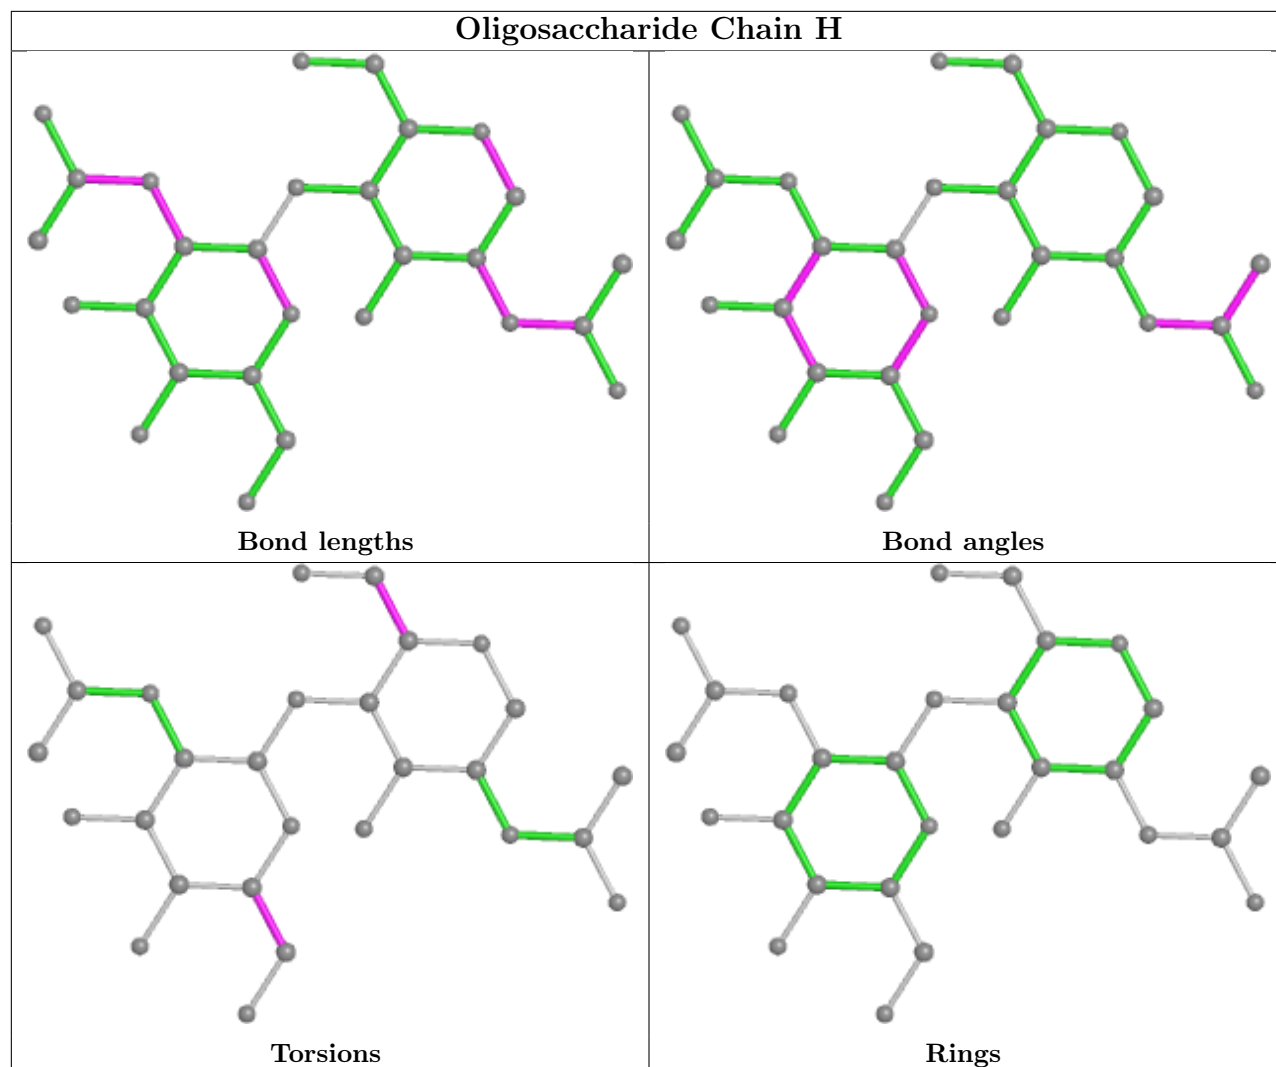 Oligosaccharide Chain H
Bond lengths
Bond angles
Torsions
Rings